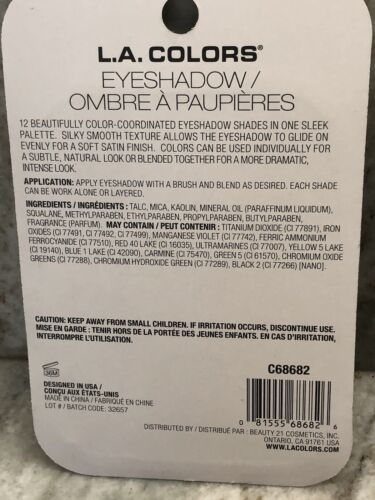 L.A. COLORS®
EYESHADOW /
OMBRE À PAUPIÈRES
12 BEAUTIFULLY COLOR-COORDINATED EYESHADOW SHADES IN ONE SLEEK
PALETTE. SILKY SMOOTH TEXTURE ALLOWS THE EYESHADOW TO GLIDE ON
EVENLY FOR A SOFT SATIN FINISH. COLORS CAN BE USED INDIVIDUALLY FOR
A SUBTLE, NATURAL LOOK OR BLENDED TOGETHER FOR A MORE DRAMATIC,
INTENSE LOOK.
APPLICATION: APPLY EYESHADOW WITH A BRUSH AND BLEND AS DESIRED. EACH SHADE
CAN BE WORK ALONE OR LAYERED.
INGREDIENTS / INGRÉDIENTS : TALC, MICA, KAOLIN, MINERAL OIL (PARAFFINUM LIQUIDUM),
SQUALANE, METHYLPARABEN, ETHYLPARABEN, PROPYLPARABEN, BUTYLPARABEN,
FRAGRANCE (PARFUM). MAY CONTAIN / PEUT CONTENIR : TITANIUM DIOXIDE (CI 77891), IRON
OXIDES (CI 77491, CI 77492, CI 77499), MANGANESE VIOLET (CI 77742), FERRIC AMMONIUM
FERROCYANIDE (CI 77510), RED 40 LAKE (CI 16035), ULTRAMARINES (CI 77007), YELLOW 5 LAKE
(CI 19140), BLUE 1 LAKE (CI 42090), CARMINE (CI 75470), GREEN 5 (CI 61570), CHROMIUM OXIDE
GREENS (CI 77288), CHROMIUM HYDROXIDE GREEN (CI 77289), BLACK 2 (CI 77266) [NANO].
CAUTION: KEEP AWAY FROM SMALL CHILDREN. IF IRRITATION OCCURS, DISCONTINUE USE.
MISE EN GARDE : TENIR HORS DE LA PORTÉE DES JEUNES ENFANTS. EN CAS D'IRRITATION,
INTERROMPRE L'UTILISATION.
36M
DESIGNED IN USA /
CONÇU AUX ÉTATS-UNIS
MADE IN CHINA / FABRIQUÉ EN CHINE
LOT # / BATCH CODE: 32657
C68682
0 81555 68682 6
DISTRIBUTED BY / DISTRIBUÉ PAR : BEAUTY 21 COSMETICS, INC.
ONTARIO, CA 91761 USA
WWW.LACOLORS.COM